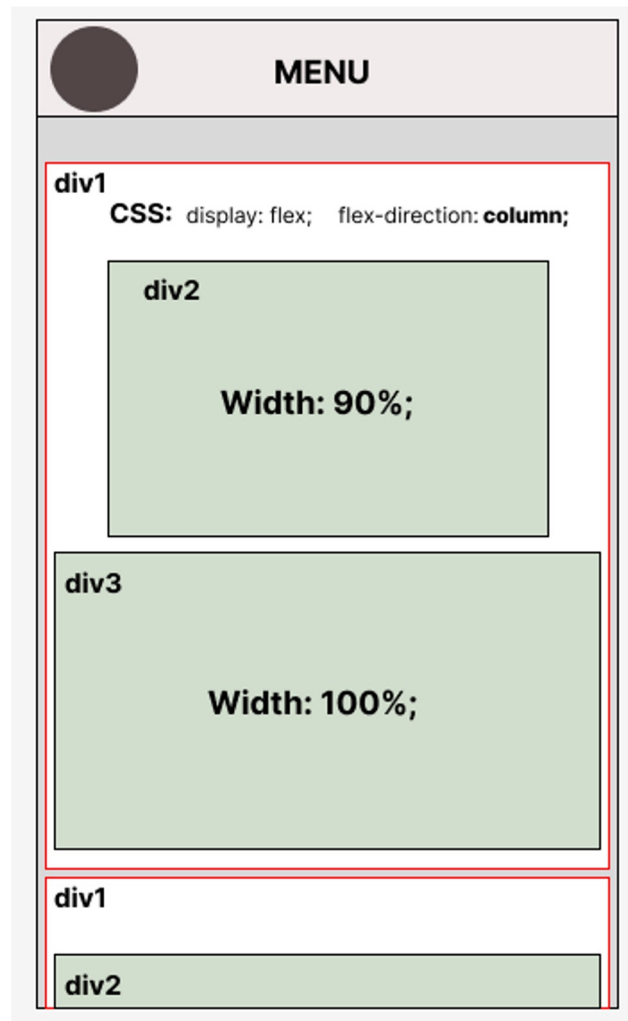 MENU
div1
CSS: display: flex; flex-direction: column;
div2
Width: 90%;
div3
Width: 100%;
div1
div2